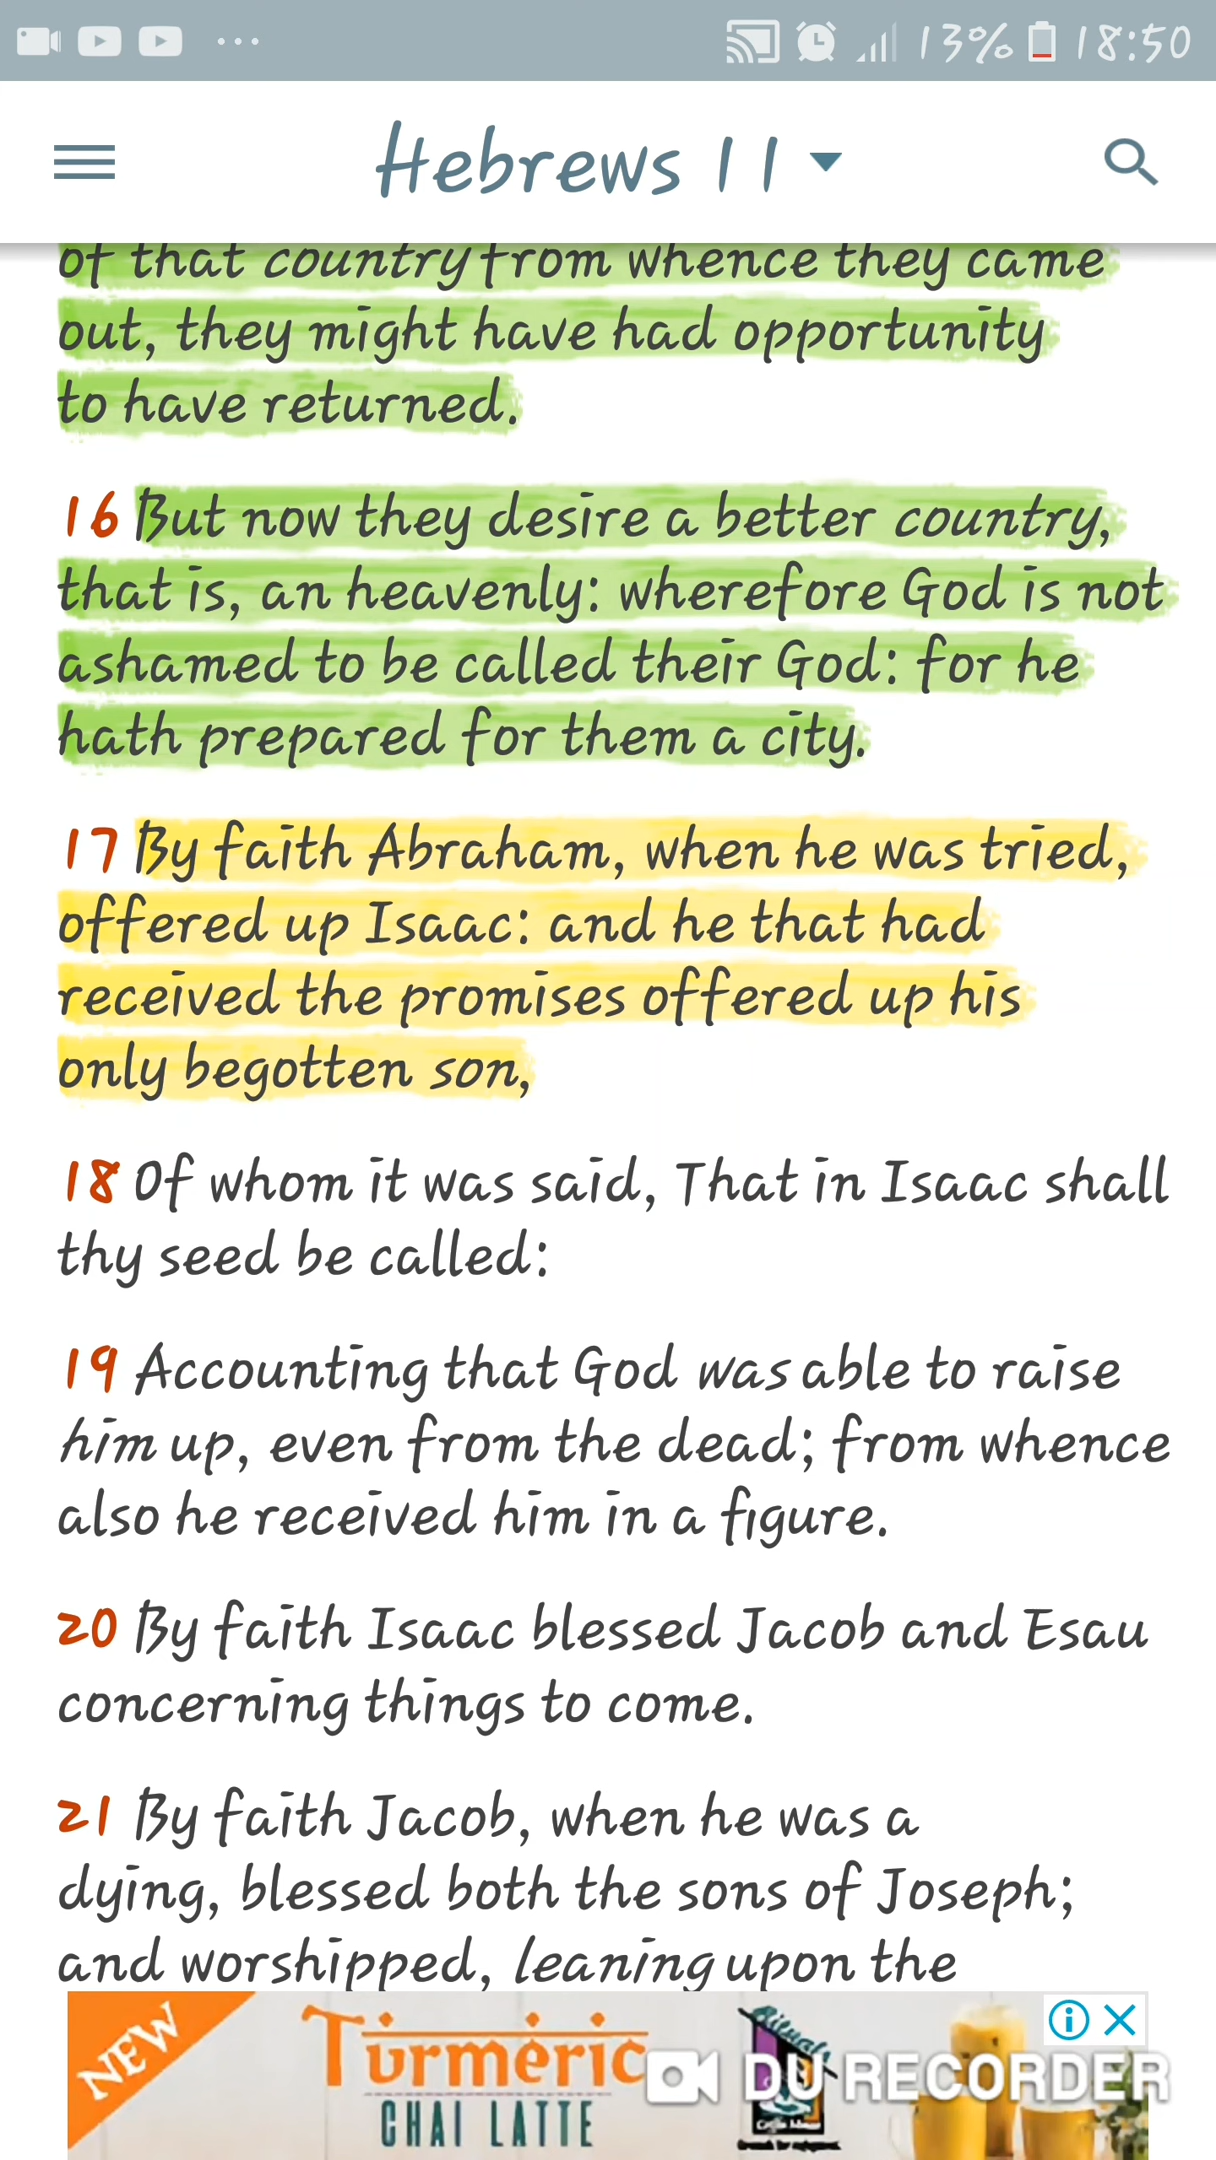 13% 18:50
Hebrews 11
of that country from whence they came
out, they might have had opportunity
to have returned.
16 But now they desire a better country,
that is, an heavenly: wherefore God is not
ashamed to be called their God: for he
hath prepared for them a city.
17 By faith Abraham, when he was tried,
offered up Isaac: and he that had
received the promises offered up his
only begotten son,
18 Of whom it was said, That in Isaac shall
thy seed be called:
19 Accounting that God was able to raise
him up, even from the dead; from whence
also he received him in a figure.
20 By faith Isaac blessed Jacob and Esau
concerning things to come.
21 By faith Jacob, when he was a
dying, blessed both the sons of Joseph;
and worshipped, leaning upon the
NEW
Turmeric
CHAI LATTE
Rituals
DU RECORDER